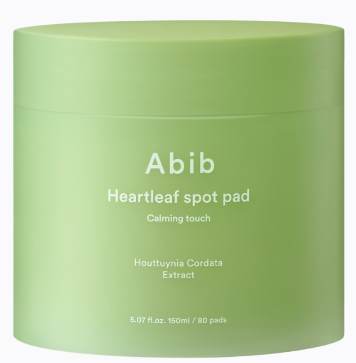 Abib
Heartleaf spot pad
Calming touch
Houttuynia Cordata
Extract
5.07 fl.oz. 150ml / 80 pads